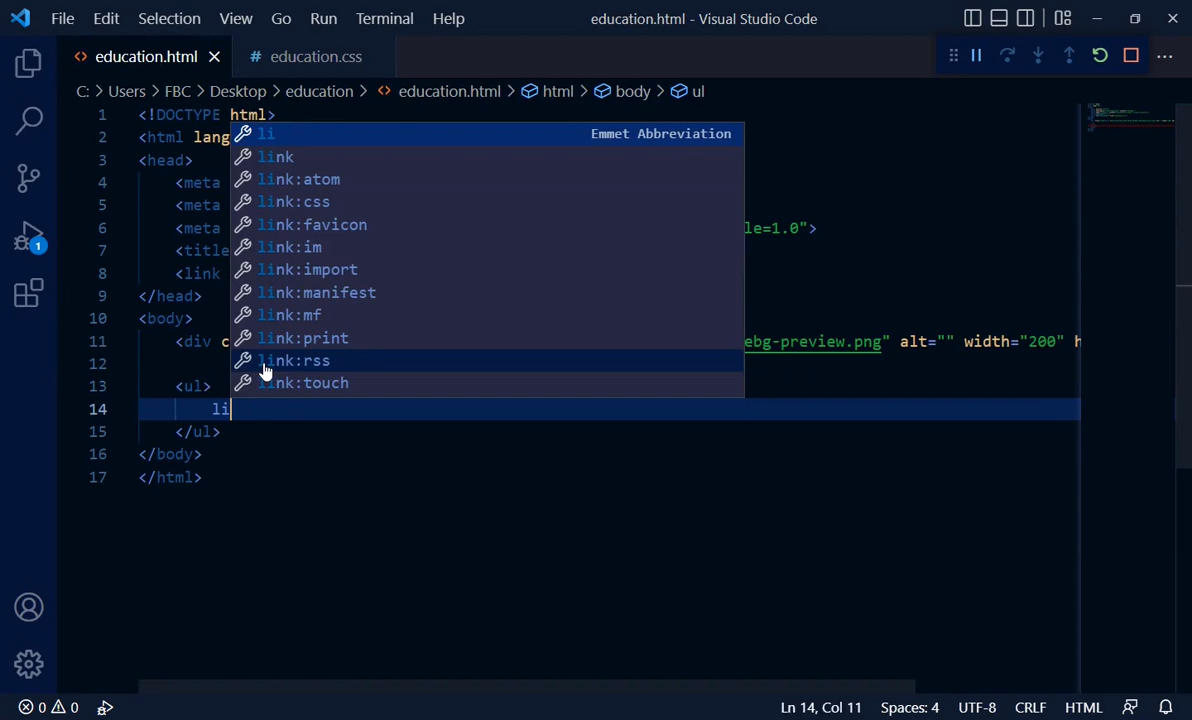 File Edit Selection View Go Run Terminal Help education.html - Visual Studio Code
education.html # education.css
C: > Users > FBC > Desktop > education > education.html > html > body > ul
1 <!DOCTYPE html>
2 <html lang
li Emmet Abbreviation
3 <head>
link
4 <meta
link:atom
5 <meta
link:css
6 <meta le=1.0">
link:favicon
7 <title
link:im
8 <link
link:import
9 </head>
link:manifest
10 <body>
link:mf
11 <div c ebg-preview.png" alt="" width="200" h
link:print
12
link:rss
13 <ul>
link:touch
14 li
15 </ul>
16 </body>
17 </html>
1
0 0 Ln 14, Col 11 Spaces: 4 UTF-8 CRLF HTML